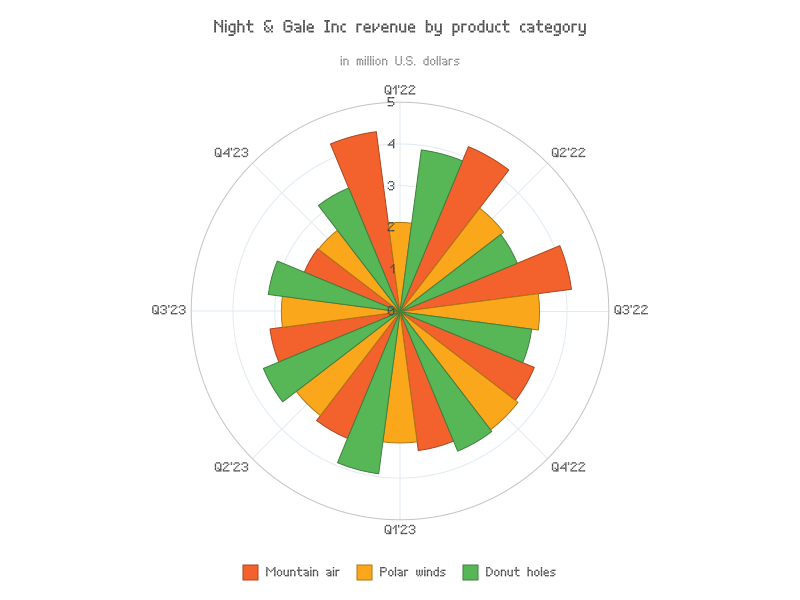 Night & Gale Inc revenue by product category
in million U.S. dollars
Q1'22
5
Q4'23
4
Q2'22
3
2
1
Q3'23
0
Q3'22
Q2'23
Q4'22
Q1'23
Mountain air
Polar winds
Donut holes